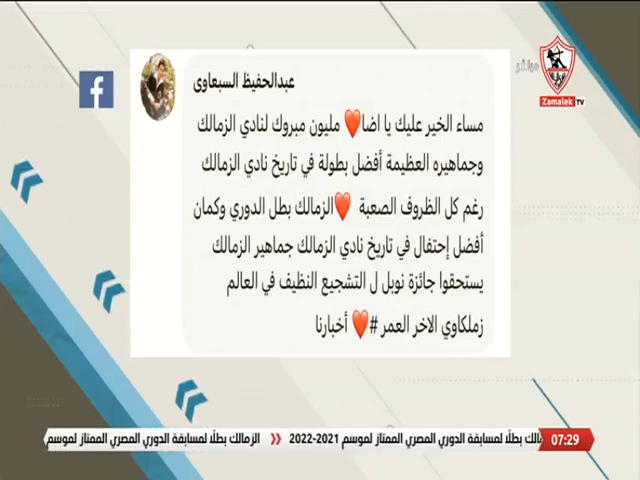 مباشر
Zamalek TV
عبدالحفيظ السبعاوى
مساء الخير عليك يا اضا❤️ مليون مبروك لنادي الزمالك
وجماهيره العظيمة أفضل بطولة في تاريخ نادي الزمالك
رغم كل الظروف الصعبة ❤️الزمالك بطل الدوري وكمان
أفضل إحتفال في تاريخ نادي الزمالك جماهير الزمالك
يستحقوا جائزة نوبل ل التشجيع النظيف في العالم
زملكاوي الاخر العمر #❤️ أخبارنا
الك بطلًا لمسابقة الدوري المصري الممتاز لموسم 2021-2022 الزمالك بطلًا لمسابقة الدوري المصري الممتاز لموسم
07:29